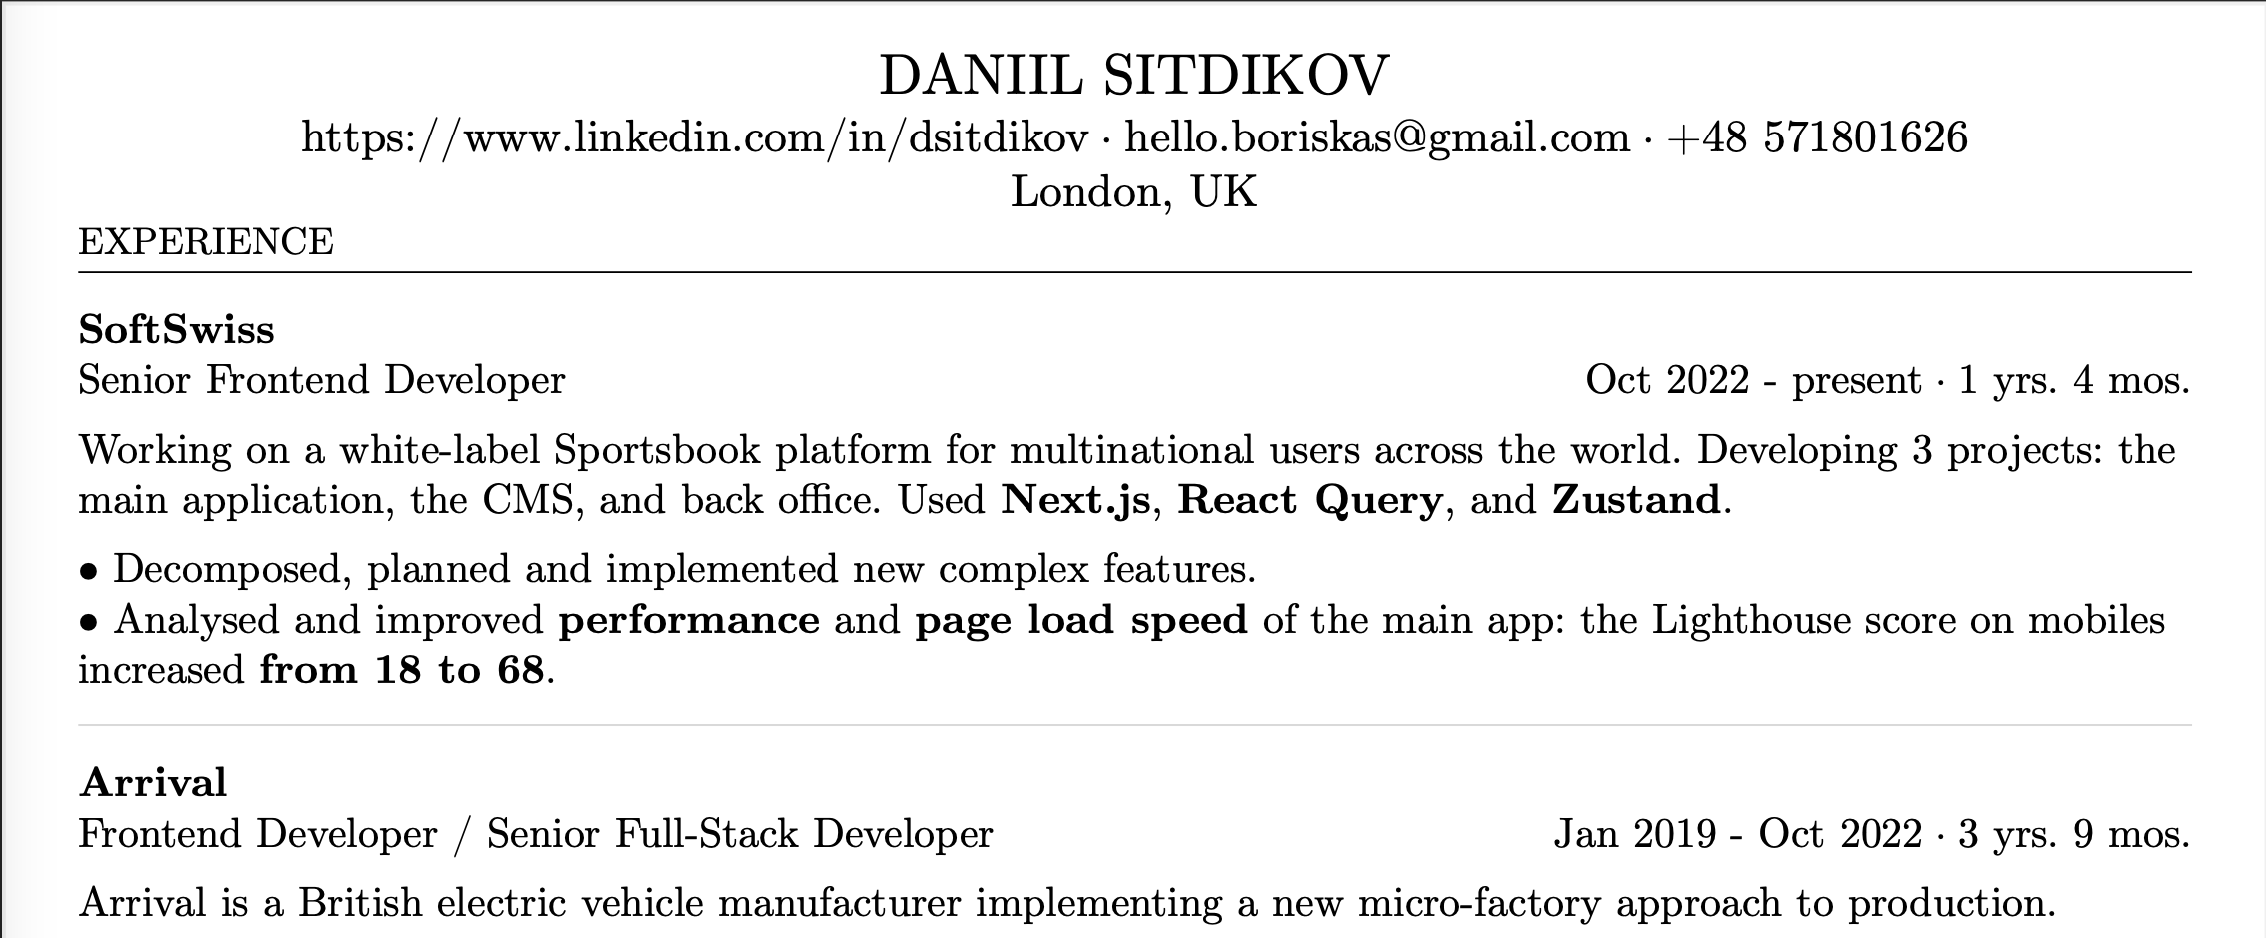 DANIIL SITDIKOV
https://www.linkedin.com/in/dsitdikov · hello.boriskas@gmail.com · +48 571801626
London, UK
EXPERIENCE
SoftSwiss
Senior Frontend Developer Oct 2022 - present · 1 yrs. 4 mos.
Working on a white-label Sportsbook platform for multinational users across the world. Developing 3 projects: the
main application, the CMS, and back office. Used Next.js, React Query, and Zustand.
• Decomposed, planned and implemented new complex features.
• Analysed and improved performance and page load speed of the main app: the Lighthouse score on mobiles
increased from 18 to 68.
Arrival
Frontend Developer / Senior Full-Stack Developer Jan 2019 - Oct 2022 · 3 yrs. 9 mos.
Arrival is a British electric vehicle manufacturer implementing a new micro-factory approach to production.